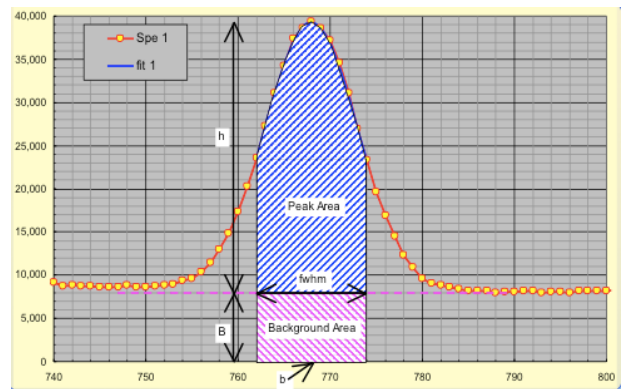 40,000
35,000
30,000
25,000
20,000
15,000
10,000
5,000
0
Spe 1
fit 1
h
Peak Area
fwhm
B
Background Area
740 750 760 770 780 790 800
b